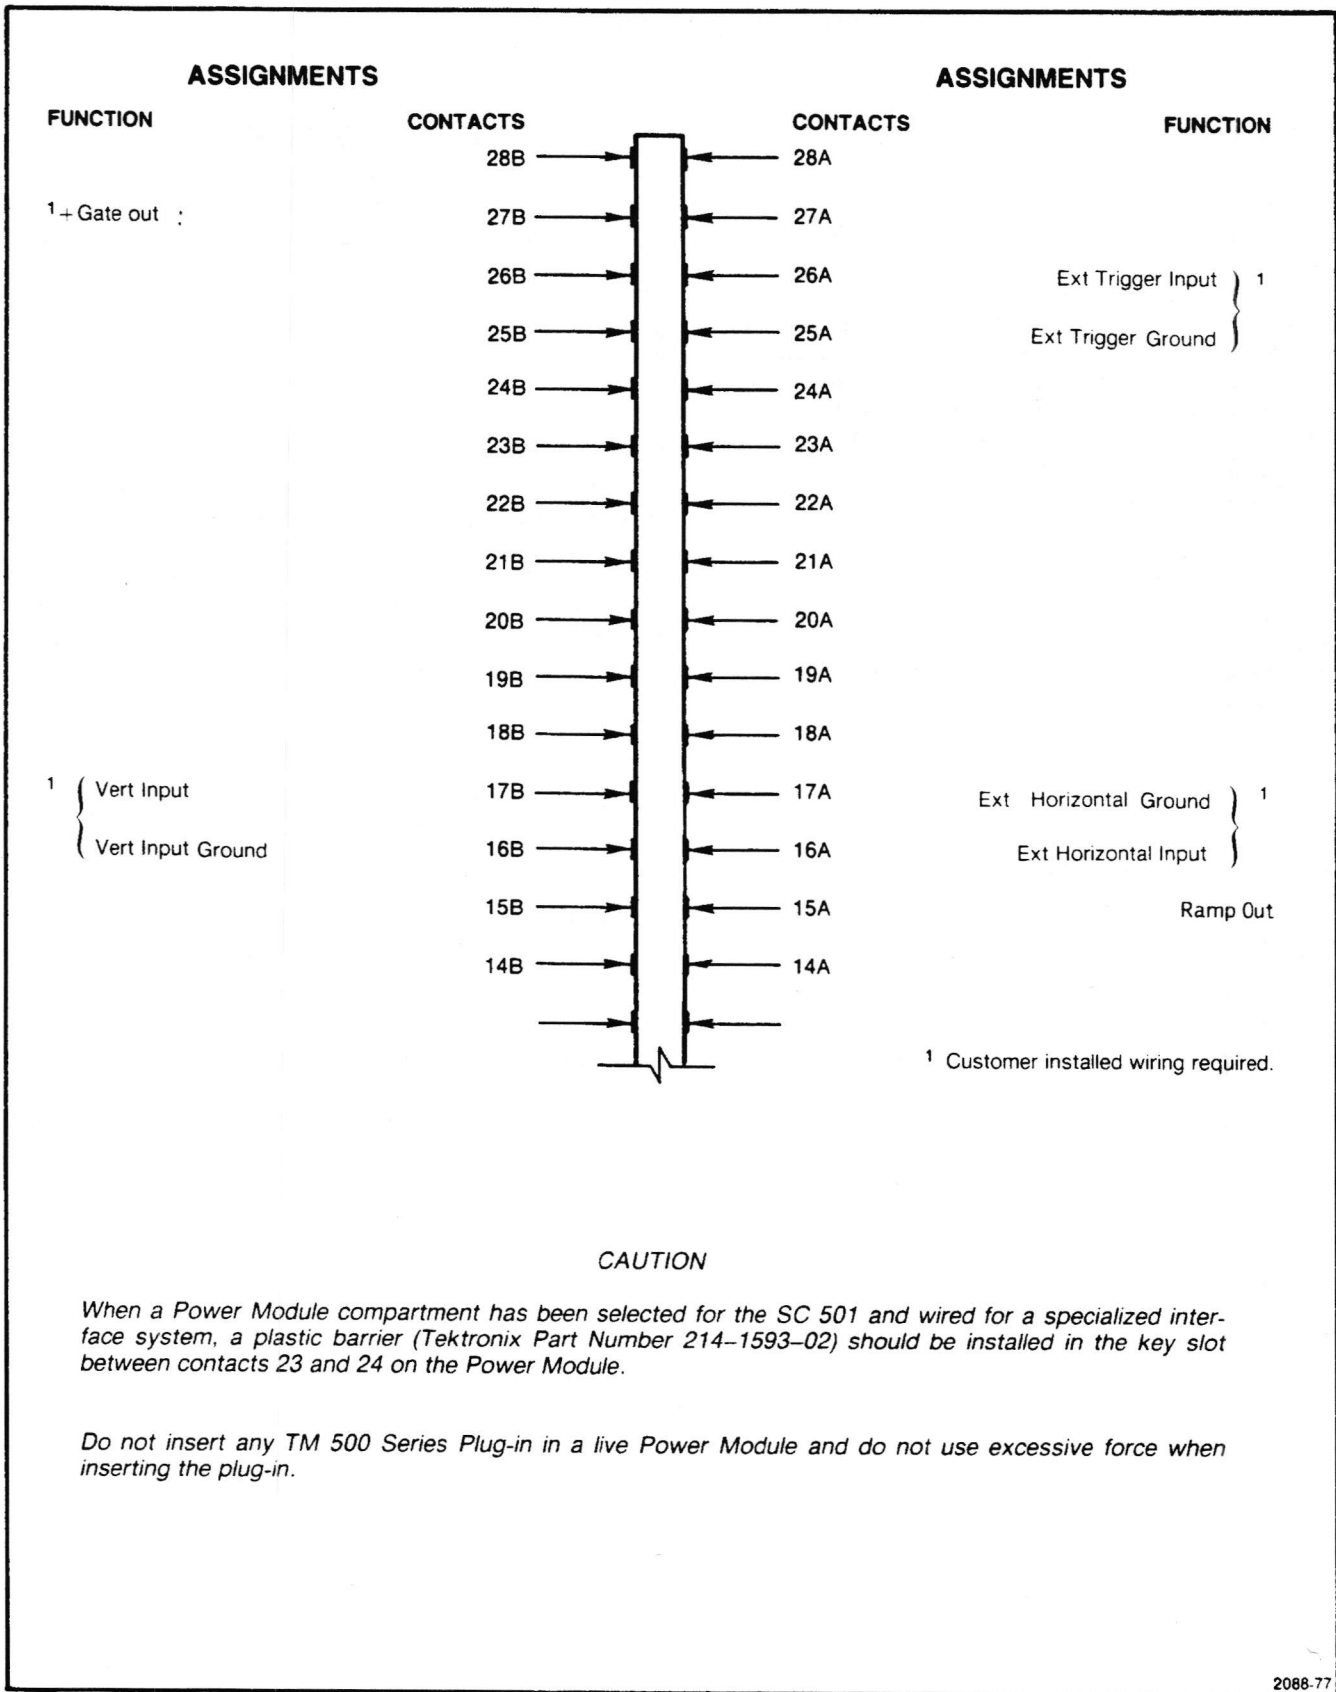 ASSIGNMENTS ASSIGNMENTS
FUNCTION CONTACTS CONTACTS FUNCTION
28B 28A
1 + Gate out : 27B 27A
26B 26A Ext Trigger Input } 1
25B 25A Ext Trigger Ground
24B 24A
23B 23A
22B 22A
21B 21A
20B 20A
19B 19A
18B 18A
1 { Vert Input 17B 17A Ext Horizontal Ground } 1
Vert Input Ground 16B 16A Ext Horizontal Input
15B 15A Ramp Out
14B 14A
1 Customer installed wiring required.
CAUTION
When a Power Module compartment has been selected for the SC 501 and wired for a specialized inter-
face system, a plastic barrier (Tektronix Part Number 214–1593–02) should be installed in the key slot
between contacts 23 and 24 on the Power Module.
Do not insert any TM 500 Series Plug-in in a live Power Module and do not use excessive force when
inserting the plug-in.
2088-77